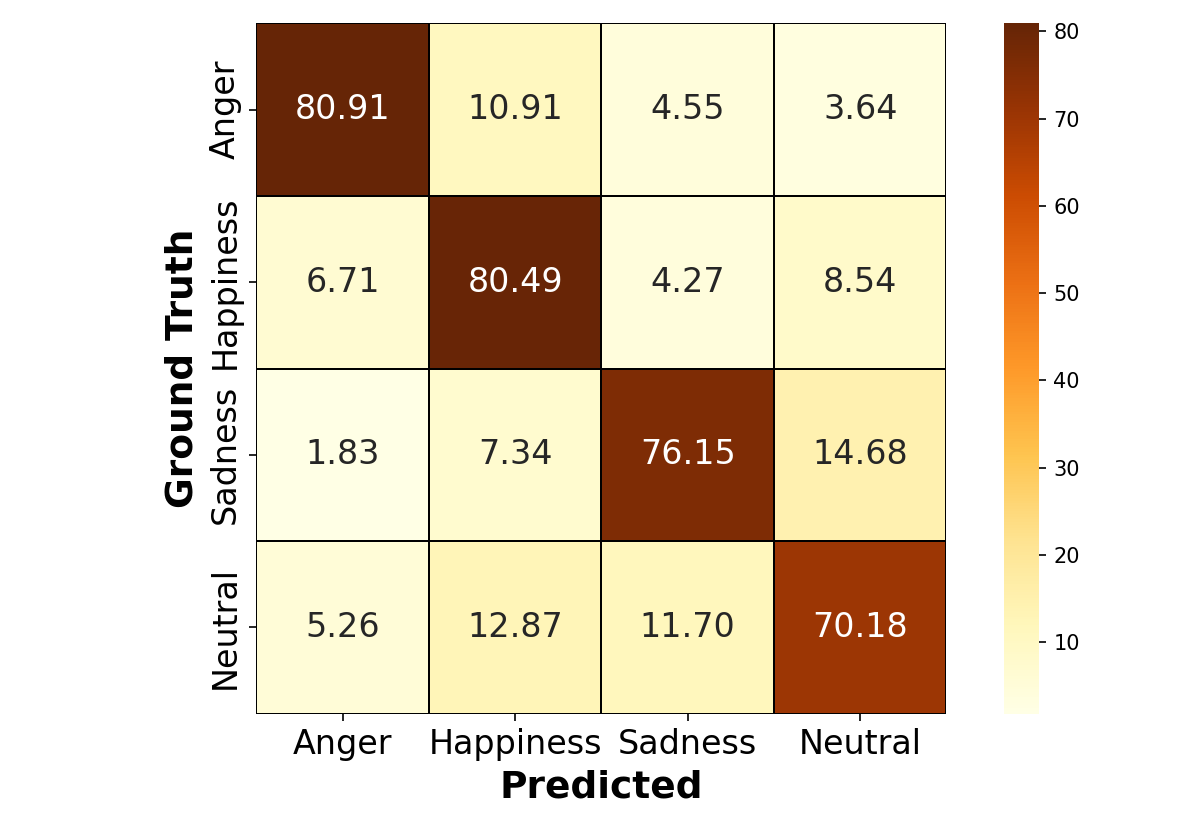 80.91 10.91 4.55 3.64
6.71 80.49 4.27 8.54
1.83 7.34 76.15 14.68
5.26 12.87 11.70 70.18
Anger
Happiness
Sadness
Neutral
Ground Truth
Anger Happiness Sadness Neutral
Predicted
80
70
60
50
40
30
20
10